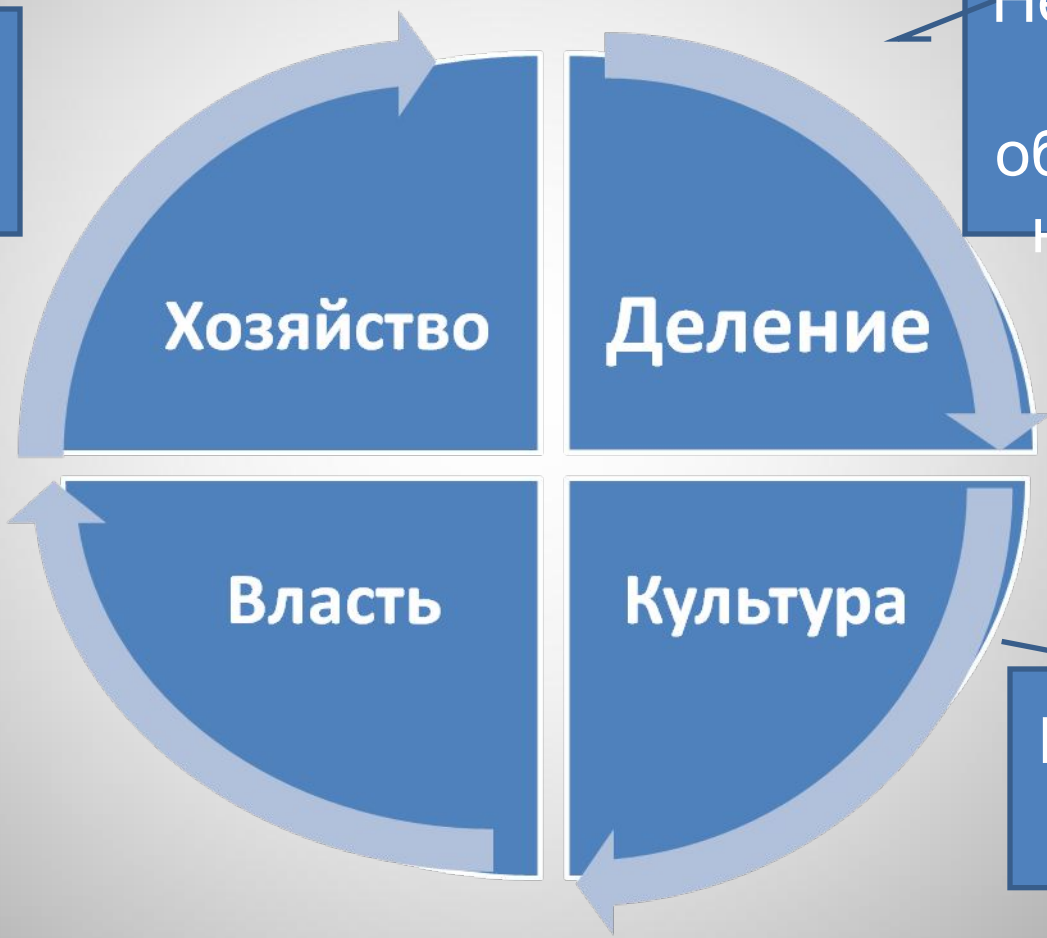 Хозяйство
Деление
Власть
Культура